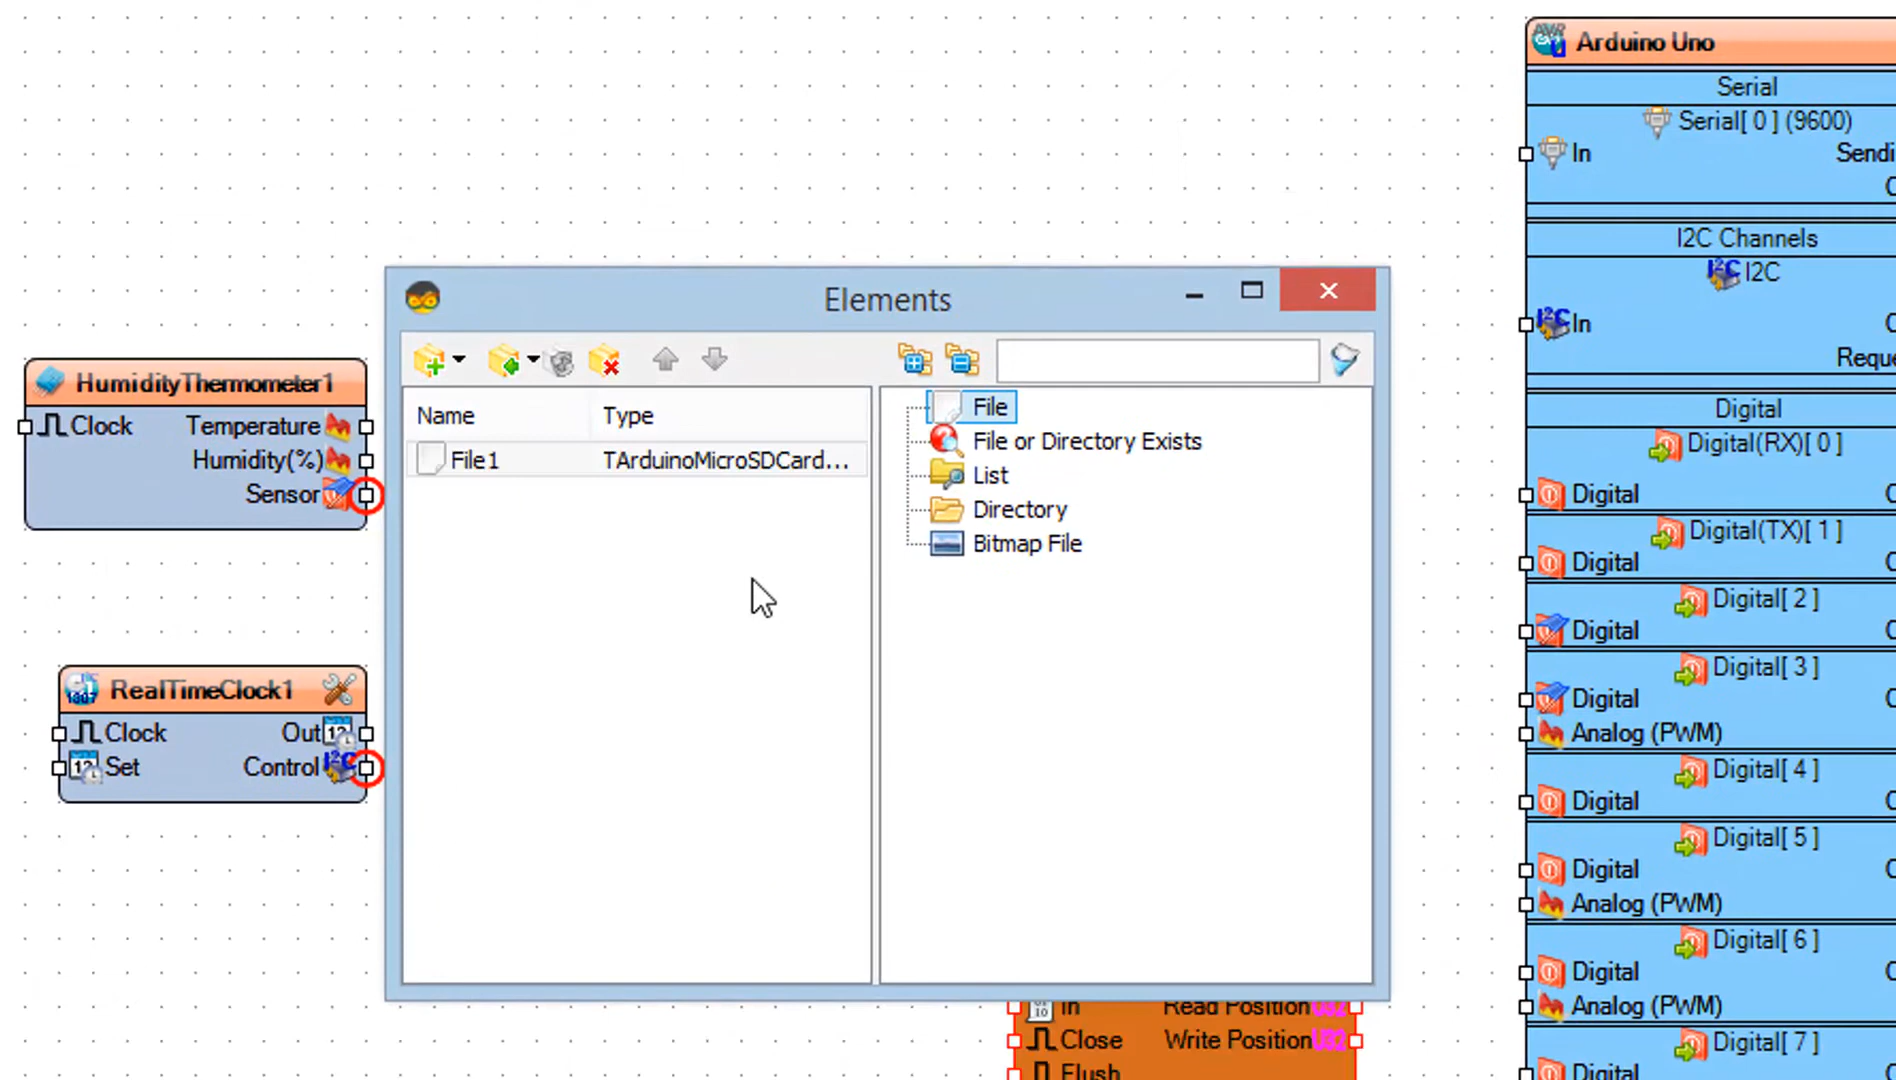 HumidityThermometer1
Clock
Temperature
Humidity(%)
Sensor
RealTimeClock1
Clock
Out
Set
Control
Elements
Name
Type
File1
TArduinoMicroSDCard...
File
File or Directory Exists
List
Directory
Bitmap File
In
Read Position
Close
Write Position
U32
Flush
Arduino Uno
Serial
Serial[ 0 ] (9600)
In
Sendi
I2C Channels
I2C
In
Reque
Digital
Digital(RX)[ 0 ]
Digital
Digital(TX)[ 1 ]
Digital
Digital[ 2 ]
Digital
Digital[ 3 ]
Digital
Analog (PWM)
Digital[ 4 ]
Digital
Digital[ 5 ]
Digital
Analog (PWM)
Digital[ 6 ]
Digital
Analog (PWM)
Digital[ 7 ]
Digital